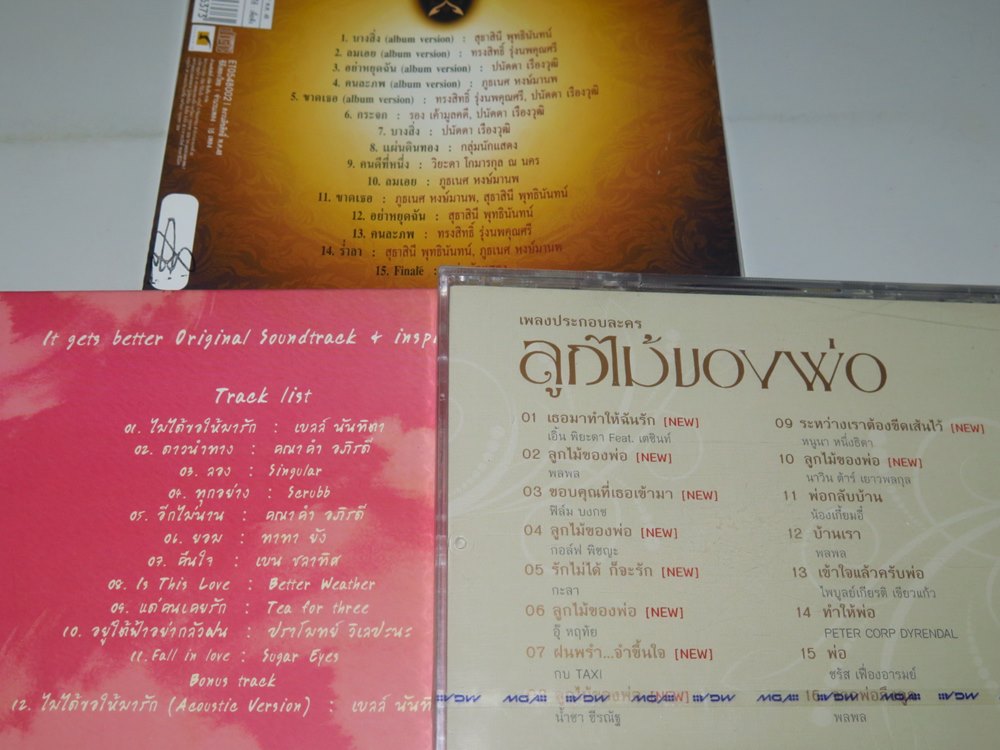 1. บางสิ่ง (album version) : สุธาสินี พุทธินันทน์
2. ลมเอย (album version) : ทรงสิทธิ์ รุ่งนพคุณศรี
3. อย่าหยุดฉัน (album version) : ปนัดดา เรืองวุฒิ
4. คนละภพ (album version) : ภูธเนศ หงษ์มานพ
5. ขาดเธอ (album version) : ทรงสิทธิ์ รุ่งนพคุณศรี, ปนัดดา เรืองวุฒิ
6. กระจก : รอง เค้ามูลคดี, ปนัดดา เรืองวุฒิ
7. บางสิ่ง : ปนัดดา เรืองวุฒิ
8. แผ่นดินทอง : กลุ่มนักแสดง
9. คนดีที่หนึ่ง : วิยะดา โกมารกุล ณ นคร
10. ลมเอย : ภูธเนศ หงษ์มานพ
11. ขาดเธอ : ภูธเนศ หงษ์มานพ, สุธาสินี พุทธินันทน์
12. อย่าหยุดฉัน : สุธาสินี พุทธินันทน์
13. คนละภพ : ทรงสิทธิ์ รุ่งนพคุณศรี
14. ร่ำลา : สุธาสินี พุทธินันทน์, ภูธเนศ หงษ์มานพ
15. Finale :
It gets better Original Soundtrack & inspi
Track list
01. ไม่ได้ขอให้มารัก : เบลล์ นันทิตา
02. ดาวนำทาง : คณาคำ อภิรดี
03. ลอง : Singular
04. ทุกอย่าง : Scrubb
05. อีกไม่นาน : คณาคำ อภิรดี
06. ยอม : ทาทา ยัง
07. คืนใจ : เบน ชลาทิศ
08. Is This Love : Better Weather
09. แด่คนเคยรัก : Tea for three
10. อยู่ใต้ฟ้าอย่ากลัวฝน : ปราโมทย์ วิเลปะนะ
11. Fall in love : Sugar Eyes
Bonus track
12. ไม่ได้ขอให้มารัก (Acoustic Version) : เบลล์ นันทิ
เพลงประกอบละคร
ลูกไม้ของพ่อ
01 เธอมาทำให้ฉันรัก [NEW]
เอิ้น พิยะดา Feat. เตชินท์
02 ลูกไม้ของพ่อ [NEW]
พลพล
03 ขอบคุณที่เธอเข้ามา [NEW]
ฟิล์ม บงกช
04 ลูกไม้ของพ่อ [NEW]
กอล์ฟ พิชญะ
05 รักไม่ได้ ก็จะรัก [NEW]
กะลา
06 ลูกไม้ของพ่อ [NEW]
อุ๊ หฤทัย
07 ฝนพรำ...จำขึ้นใจ [NEW]
กบ TAXI
ลูกไม้ของพ่อ [NEW]
น้ำชา ชีรณัฐ
09 ระหว่างเราต้องขีดเส้นไว้ [NEW]
หนูนา หนึ่งธิดา
10 ลูกไม้ของพ่อ [NEW]
นาวิน ต้าร์ เยาวพลกุล
11 พ่อกลับบ้าน
น้องเกี้ยมอี๋
12 บ้านเรา
พลพล
13 เข้าใจแล้วครับพ่อ
ไพบูลย์เกียรติ เขียวแก้ว
14 ทำให้พ่อ
PETER CORP DYRENDAL
15 พ่อ
ชรัส เฟื่องอารมย์
16
พลพล